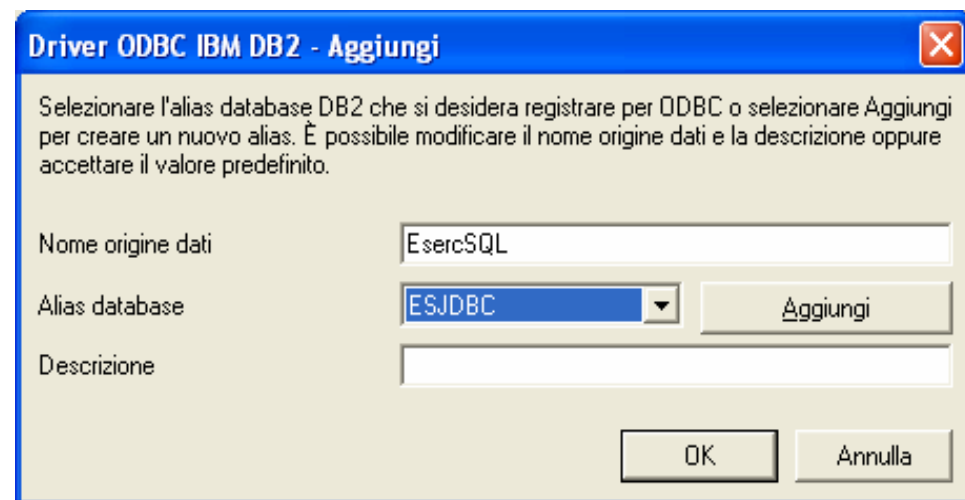 Driver ODBC IBM DB2 - Aggiungi
Selezionare l'alias database DB2 che si desidera registrare per ODBC o selezionare Aggiungi
per creare un nuovo alias. È possibile modificare il nome origine dati e la descrizione oppure
accettare il valore predefinito.
Nome origine dati
EsercSQL
Alias database
ESJDBC
Aggiungi
Descrizione
OK
Annulla